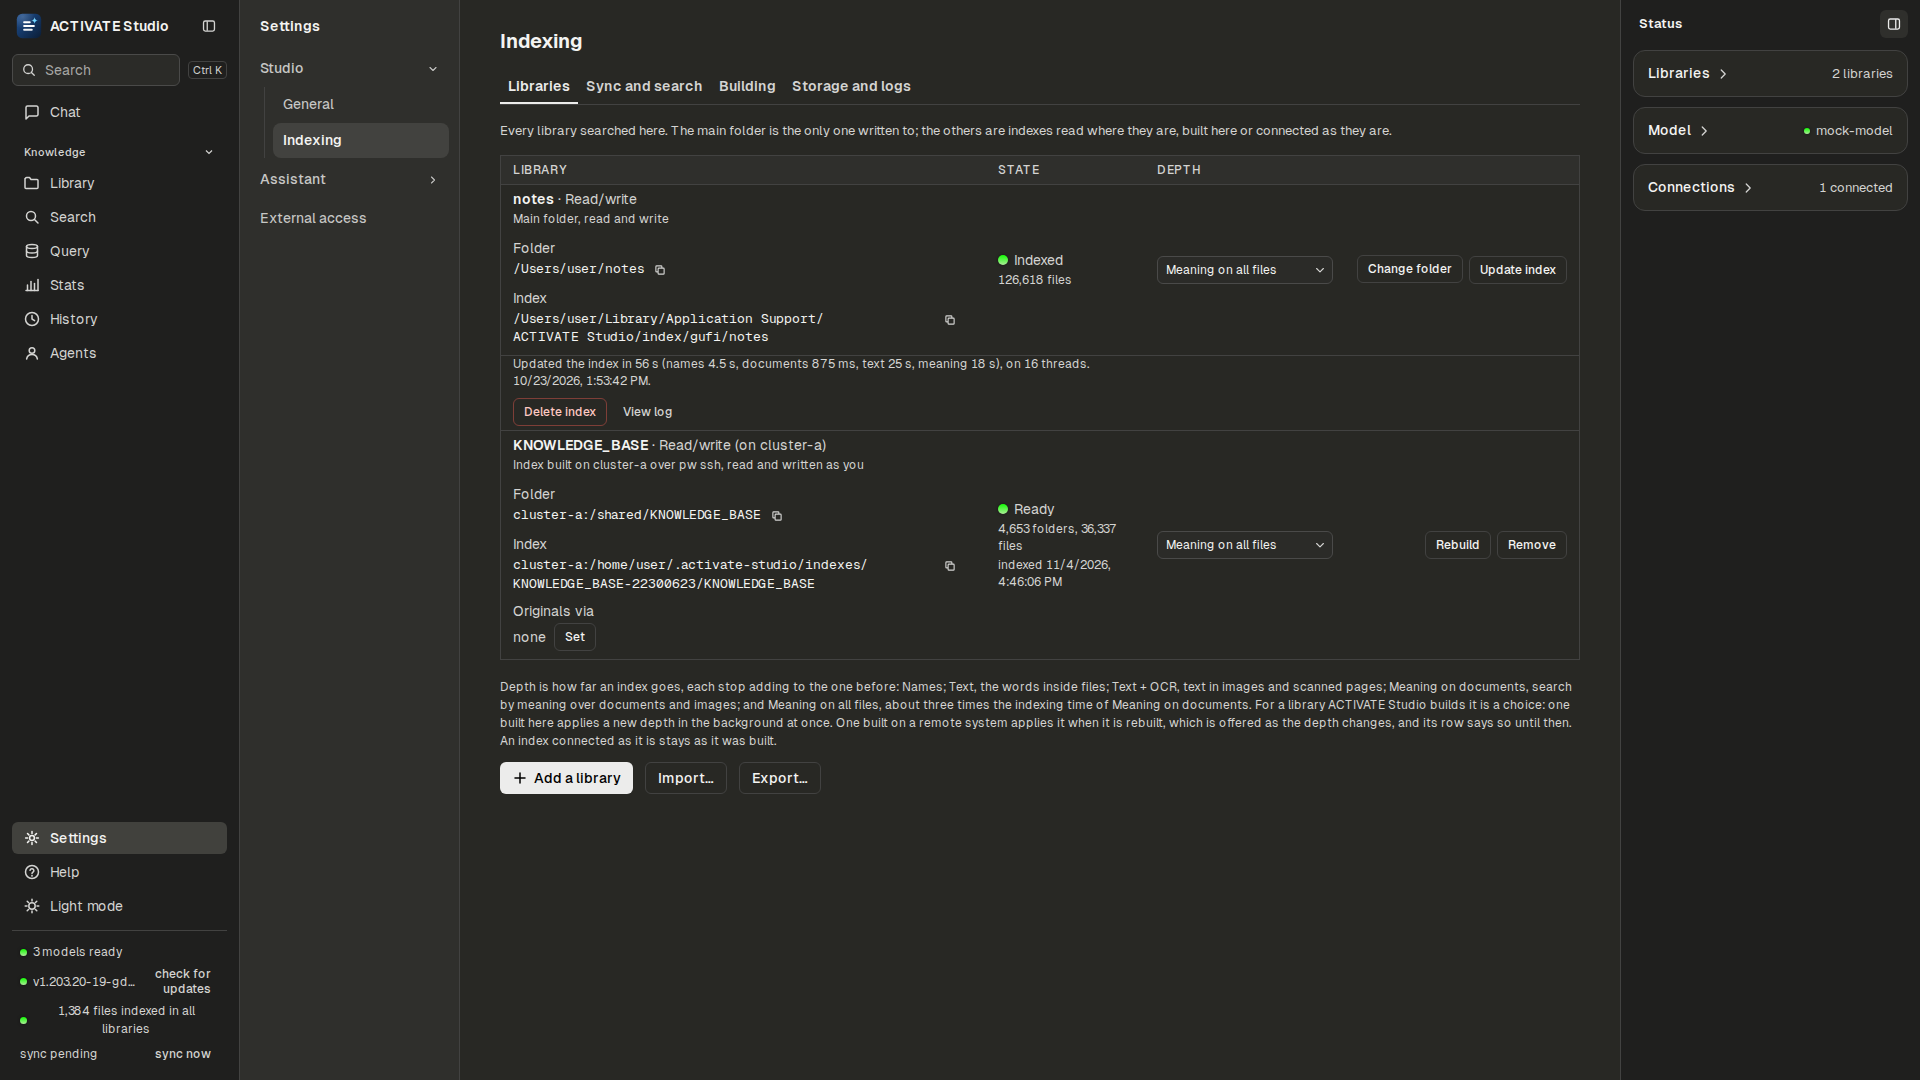 ACTIVATE Studio
Search
Ctrl K
Chat
Knowledge
Library
Search
Query
Stats
History
Agents
Settings
Help
Light mode
3 models ready
v1.203.20-19-gd...
check for updates
1,384 files indexed in all libraries
sync pending
sync now
Settings
Studio
General
Indexing
Assistant
External access
Indexing
Libraries
Sync and search
Building
Storage and logs
Every library searched here. The main folder is the only one written to; the others are indexes read where they are, built here or connected as they are.
LIBRARY
STATE
DEPTH
notes · Read/write
Main folder, read and write
Folder
/Users/user/notes
Index
/Users/user/Library/Application Support/
ACTIVATE Studio/index/gufi/notes
Indexed
126,618 files
Meaning on all files
Change folder
Update index
Updated the index in 56 s (names 4.5 s, documents 875 ms, text 25 s, meaning 18 s), on 16 threads.
10/23/2026, 1:53:42 PM.
Delete index
View log
KNOWLEDGE_BASE · Read/write (on cluster-a)
Index built on cluster-a over pw ssh, read and written as you
Folder
cluster-a:/shared/KNOWLEDGE_BASE
Index
cluster-a:/home/user/.activate-studio/indexes/
KNOWLEDGE_BASE-22300623/KNOWLEDGE_BASE
Originals via
none
Set
Ready
4,653 folders, 36,337
files
indexed 11/4/2026,
4:46:06 PM
Meaning on all files
Rebuild
Remove
Depth is how far an index goes, each stop adding to the one before: Names; Text, the words inside files; Text + OCR, text in images and scanned pages; Meaning on documents, search
by meaning over documents and images; and Meaning on all files, about three times the indexing time of Meaning on documents. For a library ACTIVATE Studio builds it is a choice: one
built here applies a new depth in the background at once. One built on a remote system applies it when it is rebuilt, which is offered as the depth changes, and its row says so until then.
An index connected as it is stays as it was built.
Add a library
Import...
Export...
Status
Libraries
2 libraries
Model
mock-model
Connections
1 connected